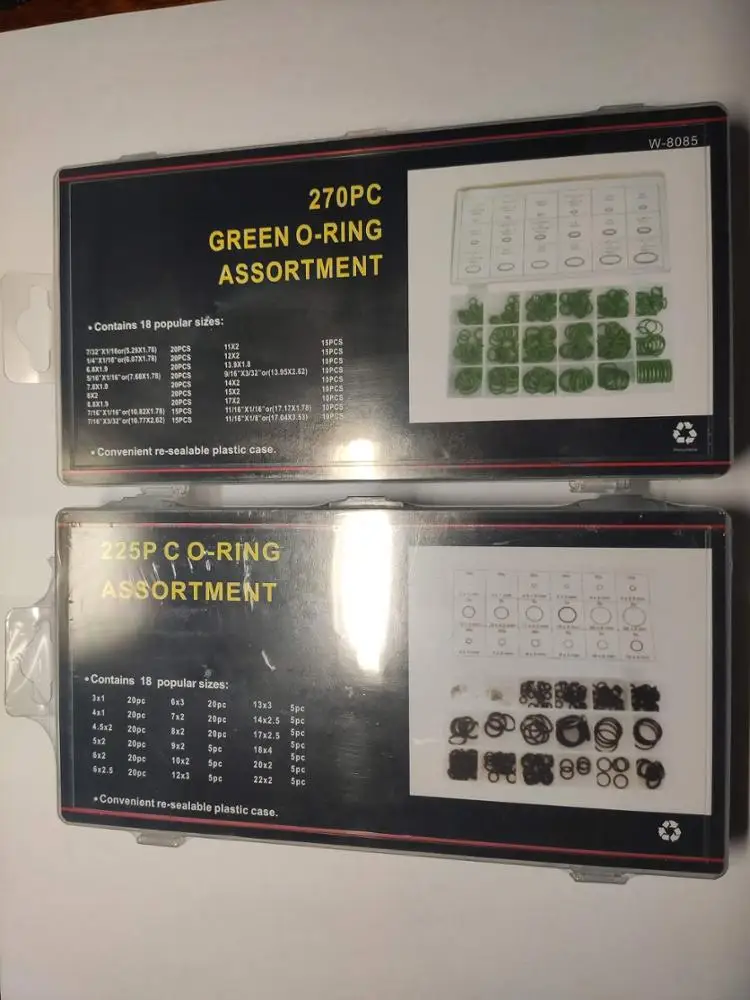 W-8085
270PC
GREEN O-RING
ASSORTMENT
• Contains 18 popular sizes:
7/32"X1/16or(5.29X1.78) 20PCS 11X2 15PCS
1/4"X1/16"or(6.07X1.78) 20PCS 12X2 15PCS
6.8X1.9 20PCS 13.9X1.8 10PCS
5/16"X1/16"or(7.66X1.78) 20PCS 9/16"X3/32"or(13.95X2.62) 10PCS
7.8X1.9 20PCS 14X2 10PCS
8X2 20PCS 15X2 10PCS
8.8X1.9 20PCS 17X2 10PCS
7/16"X1/16"or(10.82X1.78) 15PCS 11/16"X1/16"or(17.17X1.78) 10PCS
7/16"X3/32"or(10.77X2.62) 15PCS 11/16"X1/8"or(17.04X3.53) 10PCS
• Convenient re-sealable plastic case.
225P C O-RING
ASSORTMENT
• Contains 18 popular sizes:
3x1 20pc 6x3 20pc 13x3 5pc
4x1 20pc 7x2 20pc 14x2.5 5pc
4.5x2 20pc 8x2 20pc 17x2.5 5pc
5x2 20pc 9x2 5pc 18x4 5pc
6x2 20pc 10x2 5pc 20x2 5pc
6x2.5 20pc 12x3 5pc 22x2 5pc
• Convenient re-sealable plastic case.